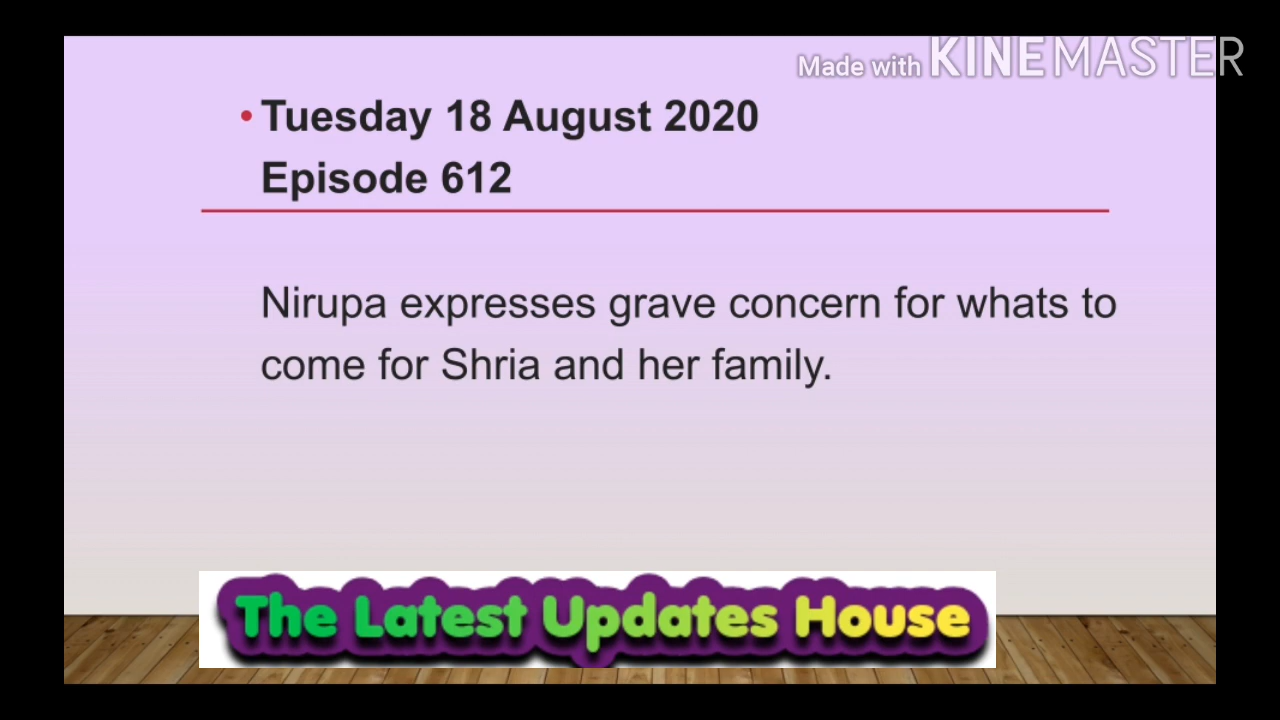 Made with KINEMASTER
• Tuesday 18 August 2020
Episode 612
Nirupa expresses grave concern for whats to
come for Shria and her family.
The Latest Updates House